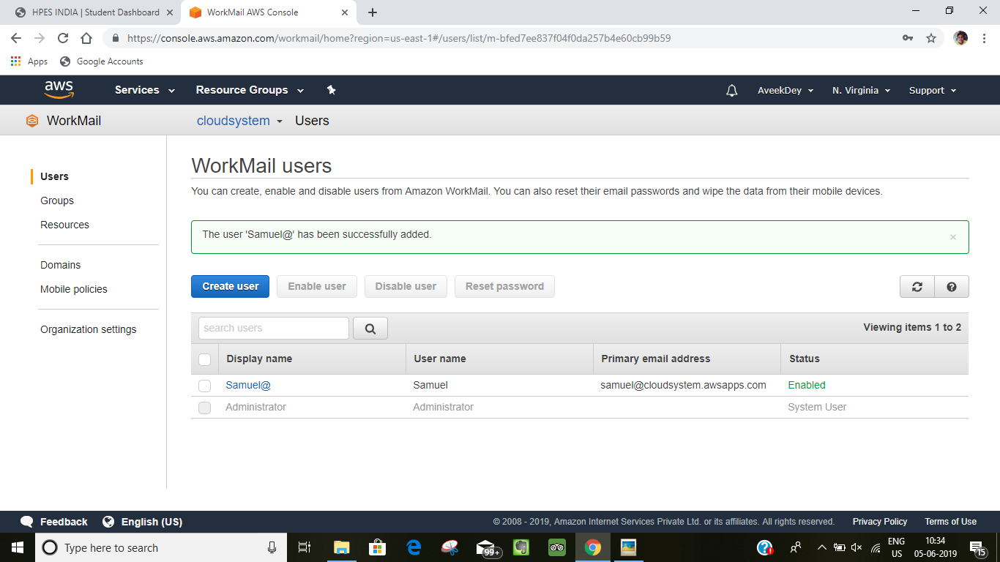 HPES INDIA | Student Dashboard
WorkMail AWS Console
https://console.aws.amazon.com/workmail/home?region=us-east-1#/users/list/m-bfed7ee837f04f0da257b4e60cb99b59
Apps Google Accounts
aws Services Resource Groups AveekDey N. Virginia Support
WorkMail cloudsystem Users
WorkMail users
You can create, enable and disable users from Amazon WorkMail. You can also reset their email passwords and wipe the data from their mobile devices.
Users
Groups
Resources
Domains
Mobile policies
Organization settings
The user 'Samuel@' has been successfully added.
Create user Enable user Disable user Reset password
search users Viewing items 1 to 2
Display name User name Primary email address Status
Samuel@ Samuel samuel@cloudsystem.awsapps.com Enabled
Administrator Administrator System User
Feedback English (US) © 2008 - 2019, Amazon Internet Services Private Ltd. or its affiliates. All rights reserved. Privacy Policy Terms of Use
Type here to search
99+
ENG
US
10:34
05-06-2019
15